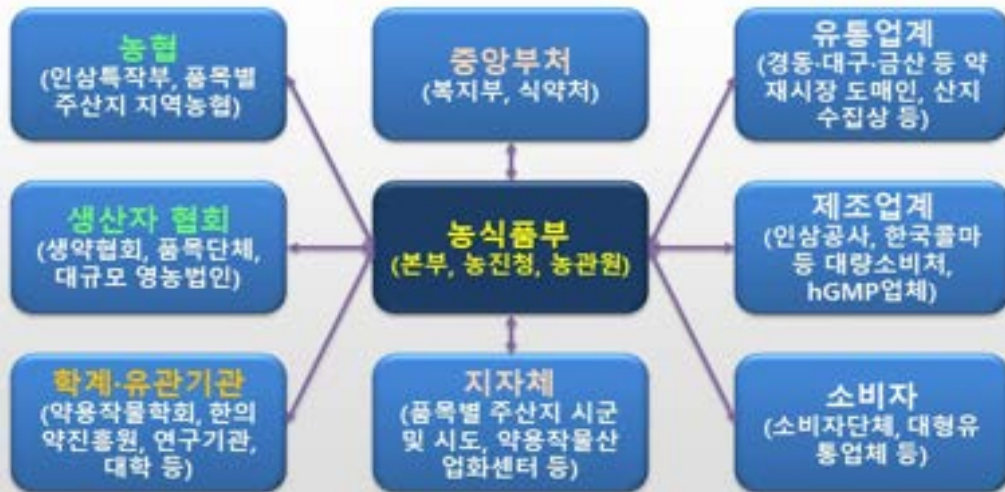 농협
(인삼특작부, 품목별
주산지 지역농협)
중앙부처
(복지부, 식약처)
유통업계
(경동·대구·금산 등 약
재시장 도매인, 산지
수집상 등)
생산자 협회
(생약협회, 품목단체,
대규모 영농법인)
농식품부
(본부, 농진청, 농관원)
제조업계
(인삼공사, 한국콜마
등 대량소비처,
hGMP업체)
학계·유관기관
(약용작물학회, 한의
약진흥원, 연구기관,
대학 등)
지자체
(품목별 주산지 시군
및 시도, 약용작물산
업화센터 등)
소비자
(소비자단체, 대형유
통업체 등)